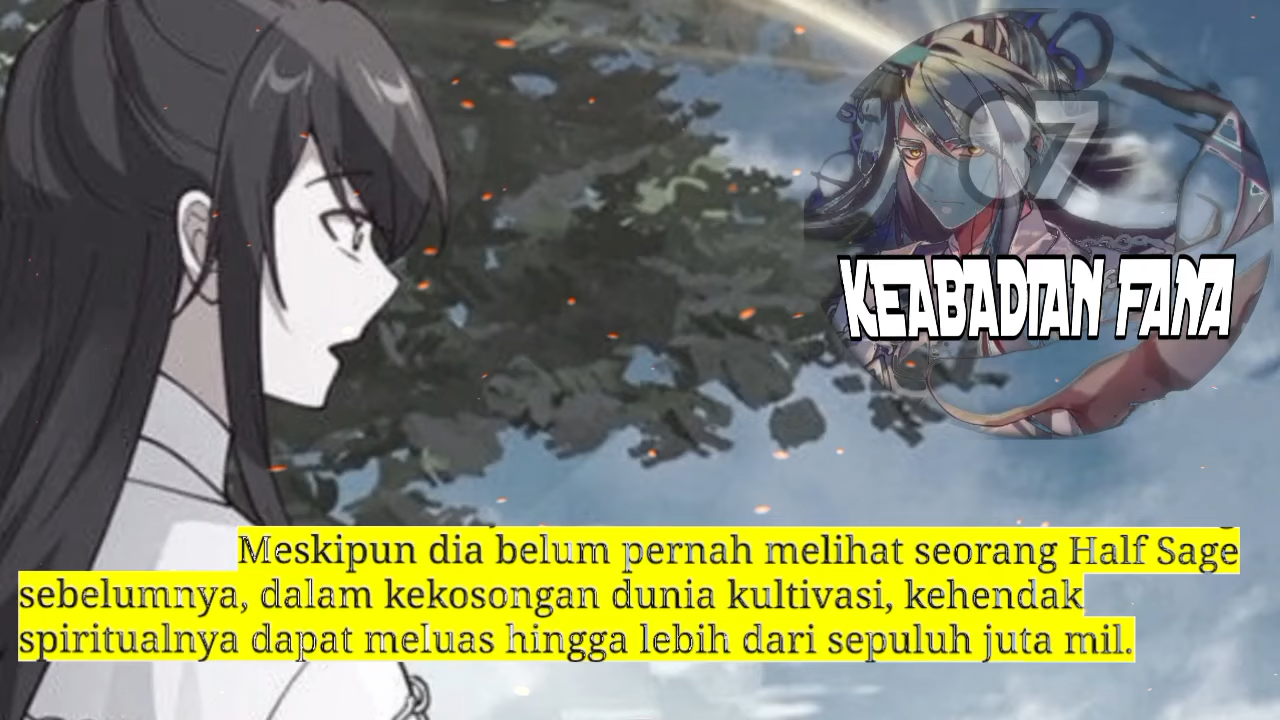 87
KEABADIAN FANA
Meskipun dia belum pernah melihat seorang Half Sage
sebelumnya, dalam kekosongan dunia kultivasi, kehendak
spiritualnya dapat meluas hingga lebih dari sepuluh juta mil.